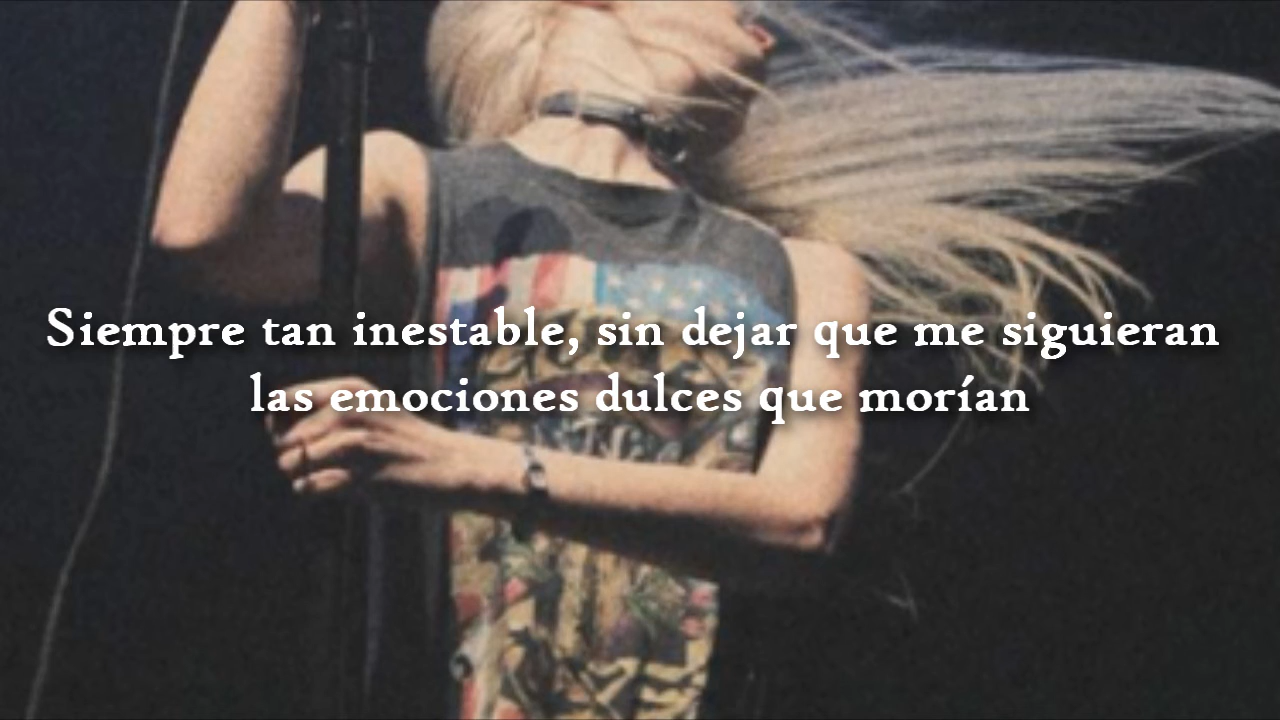 Siempre tan inestable, sin dejar que me siguieran
las emociones dulces que morían